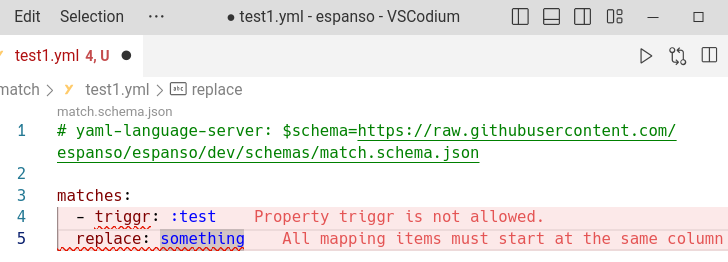 Edit Selection ··· ● test1.yml - espanso - VSCodium
test1.yml 4, U ●
match > test1.yml > abc replace
match.schema.json
1 # yaml-language-server: $schema=https://raw.githubusercontent.com/
espanso/espanso/dev/schemas/match.schema.json
2
3 matches:
4 - triggr: :test Property triggr is not allowed.
5 replace: something All mapping items must start at the same column